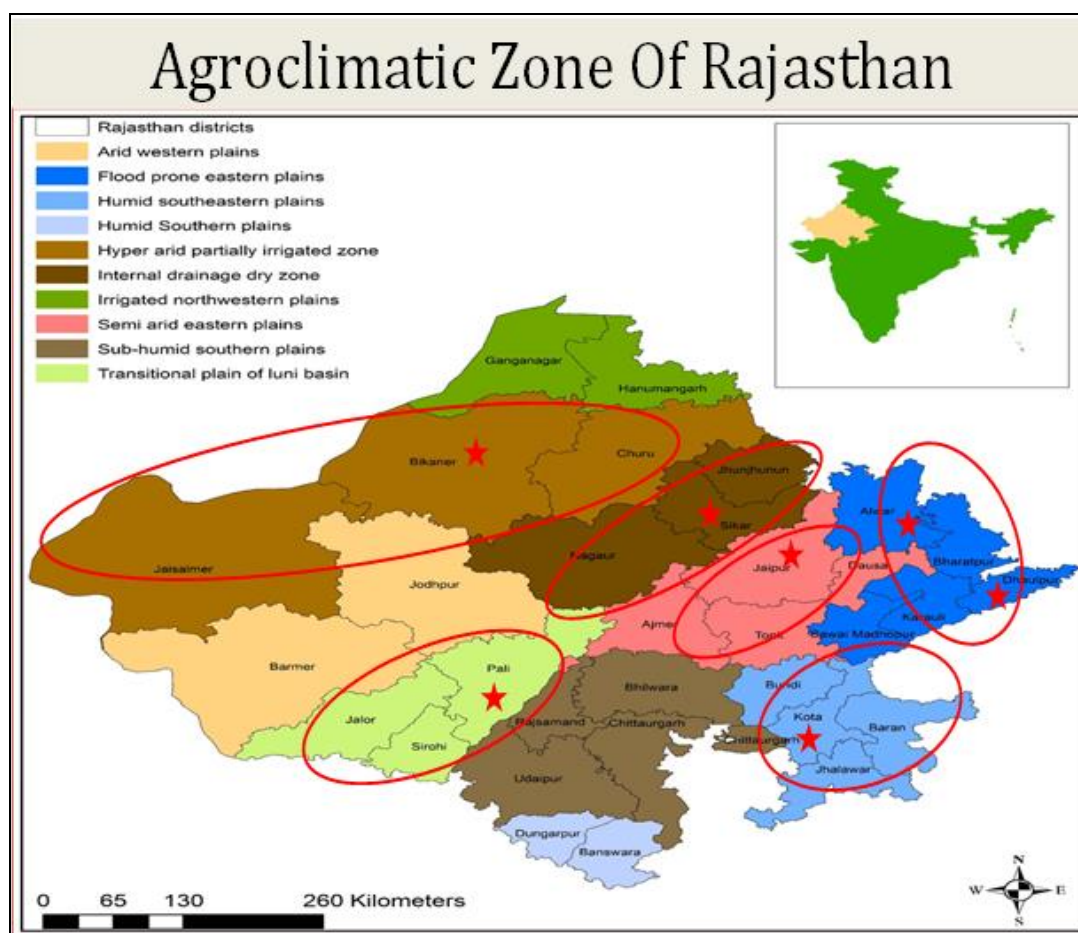 Agroclimatic Zone Of Rajasthan
Rajasthan districts
Arid western plains
Flood prone eastern plains
Humid southeastern plains
Humid Southern plains
Hyper arid partially irrigated zone
Internal drainage dry zone
Irrigated northwestern plains
Semi arid eastern plains
Sub-humid southern plains
Transitional plain of luni basin
Ganganagar
Hanumangarh
Bikaner
Churu
Jhunjhunun
Sikar
Alwar
Nagaur
Jaisalmer
Jaipur
Dausa
Bharatpur
Dhaulpur
Jodhpur
Karauli
Ajmer
Tonk
Sawai Madhopur
Barmer
Pali
Bhilwara
Bundi
Jalor
Rajsamand
Chittaurgarh
Kota
Baran
Sirohi
Chittaurgarh
Jhalawar
Udaipur
Dungarpur
Banswara
0 65 130 260 Kilometers
N
W E
S